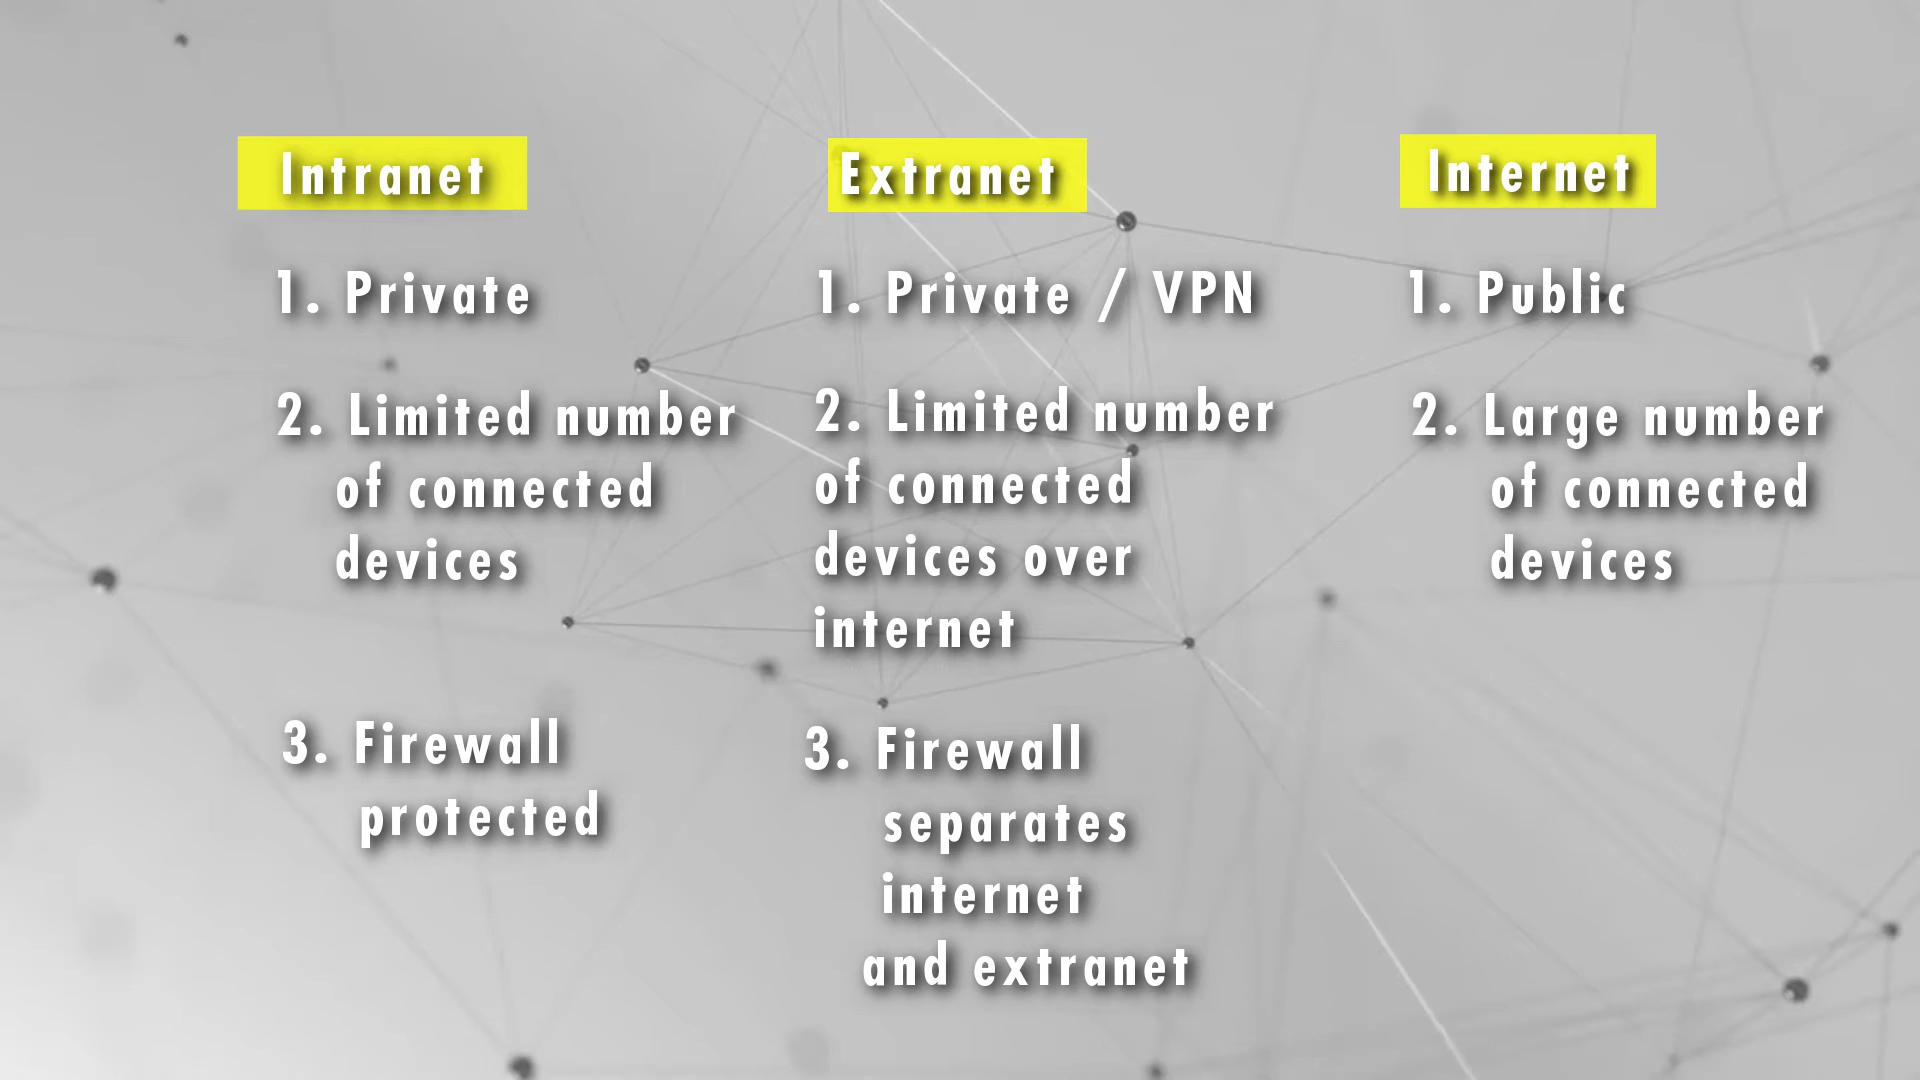 Intranet
1. Private
2. Limited number
of connected
devices
3. Firewall
protected
Extranet
1. Private / VPN
2. Limited number
of connected
devices over
internet
3. Firewall
separates
internet
and extranet
Internet
1. Public
2. Large number
of connected
devices